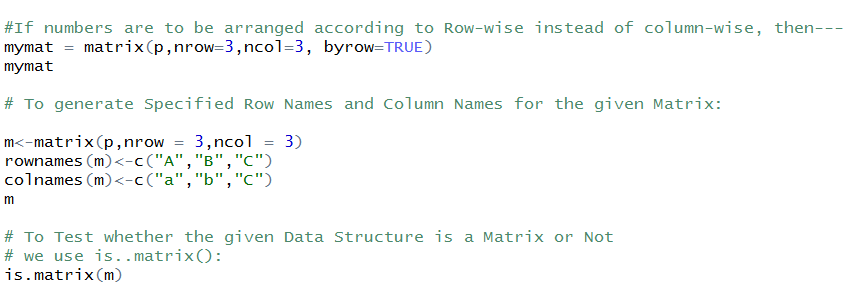 #If numbers are to be arranged according to Row-wise instead of column-wise, then---
mymat = matrix(p,nrow=3,ncol=3, byrow=TRUE)
mymat
# To generate Specified Row Names and Column Names for the given Matrix:
m<-matrix(p,nrow = 3,ncol = 3)
rownames(m)<-c("A","B","C")
colnames(m)<-c("a","b","C")
m
# To Test whether the given Data Structure is a Matrix or Not
# we use is..matrix():
is.matrix(m)